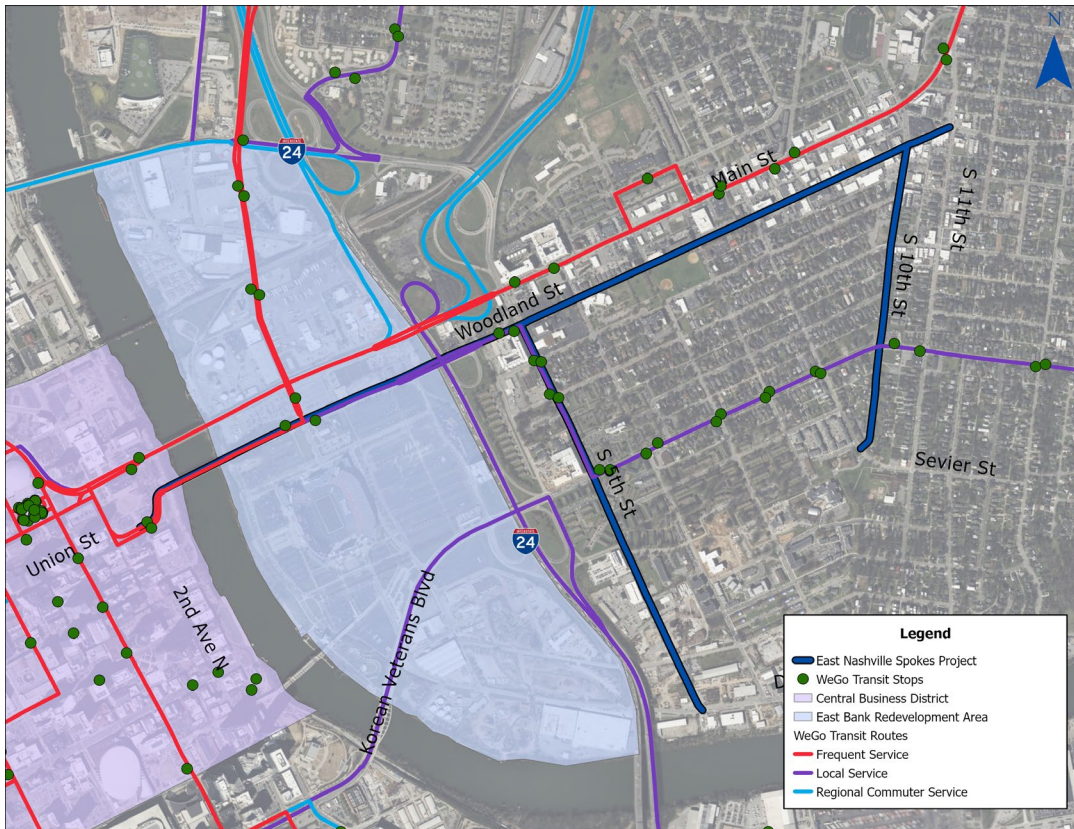 N
INTERSTATE
24
Main St
S 11th St
S 10th St
Woodland St
Sevier St
S 5th St
Union St
INTERSTATE
24
2nd Ave N
Korean Veterans Blvd
D
Legend
East Nashville Spokes Project
WeGo Transit Stops
Central Business District
East Bank Redevelopment Area
WeGo Transit Routes
Frequent Service
Local Service
Regional Commuter Service